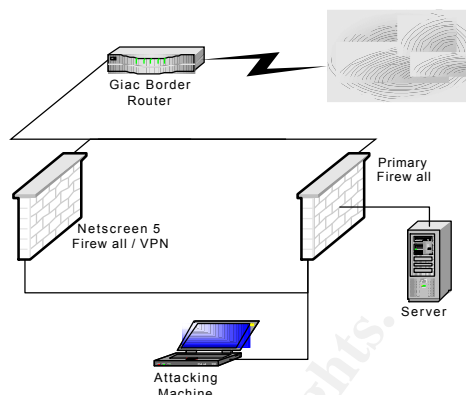 Giac Border
Router
Primary
Firew all
Netscreen 5
Firew all / VPN
Server
Attacking
Machine